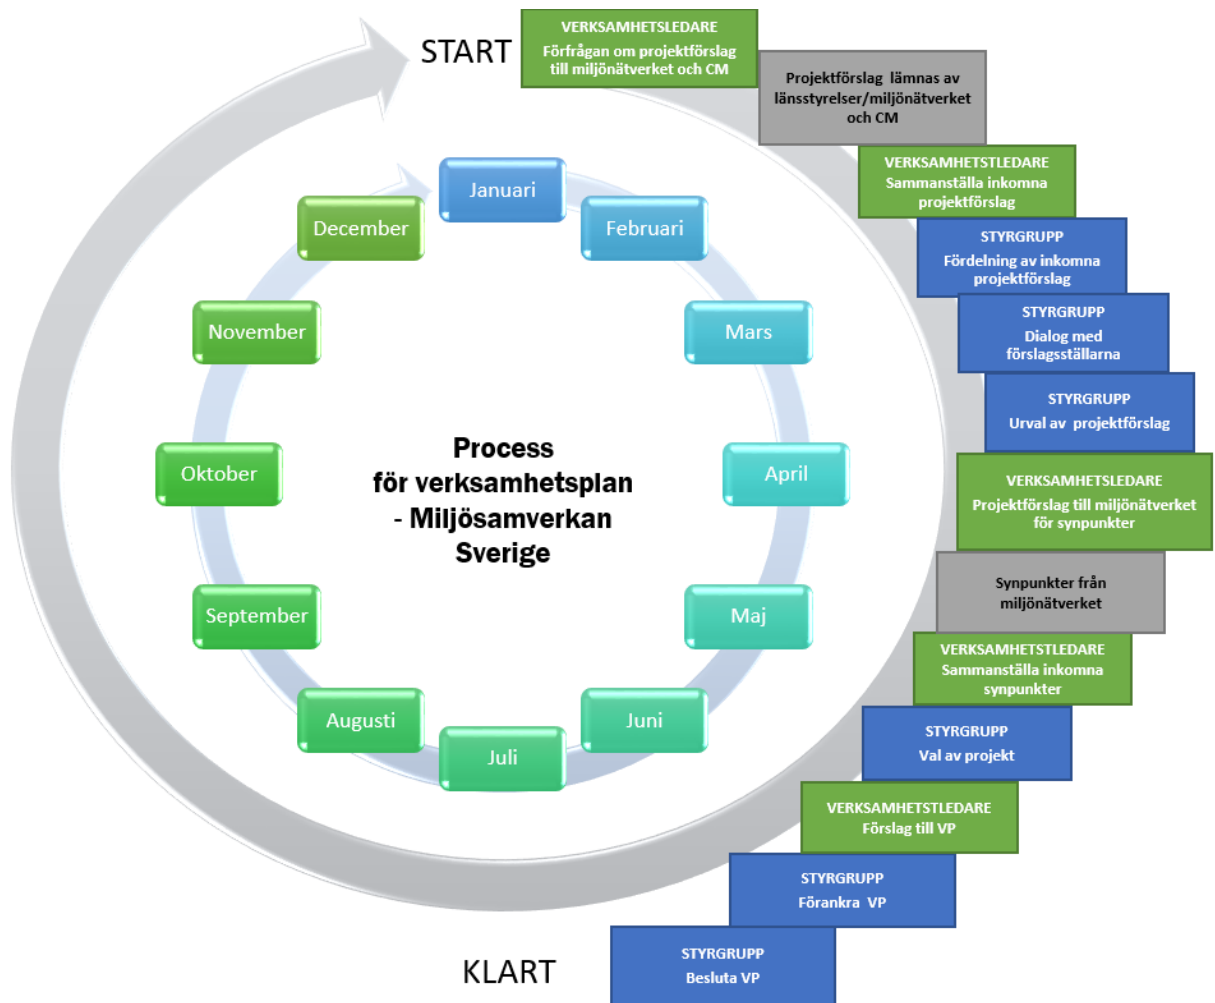 START
VERKSAMHETSLEDARE
Förfrågan om projektförslag
till miljönätverket och CM
Projektförslag lämnas av
länsstyrelser/miljönätverket
och CM
VERKSAMHETSTLEDARE
Sammanställa inkomna
projektförslag
STYRGRUPP
Fördelning av inkomna
projektförslag
STYRGRUPP
Dialog med
förslagsställarna
STYRGRUPP
Urval av projektförslag
VERKSAMHETSLEDARE
Projektförslag till miljönätverket
för synpunkter
Synpunkter från
miljönätverket
VERKSAMHETSTLEDARE
Sammanställa inkomna
synpunkter
STYRGRUPP
Val av projekt
VERKSAMHETSTLEDARE
Förslag till VP
STYRGRUPP
Förankra VP
STYRGRUPP
Besluta VP
KLART
Januari
Februari
Mars
April
Maj
Juni
Juli
Augusti
September
Oktober
November
December
Process
för verksamhetsplan
- Miljösamverkan
Sverige